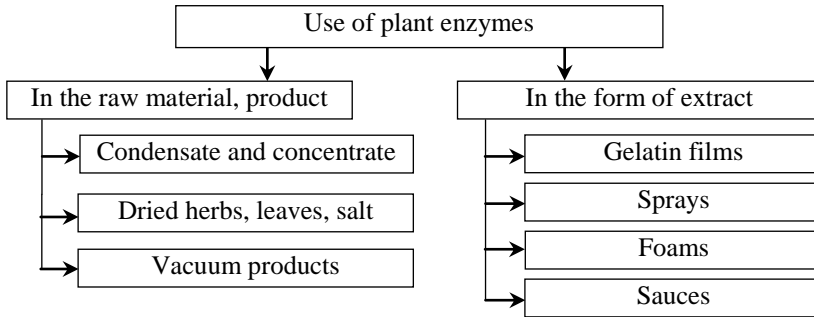 Use of plant enzymes
In the raw material, product
Condensate and concentrate
Dried herbs, leaves, salt
Vacuum products
In the form of extract
Gelatin films
Sprays
Foams
Sauces